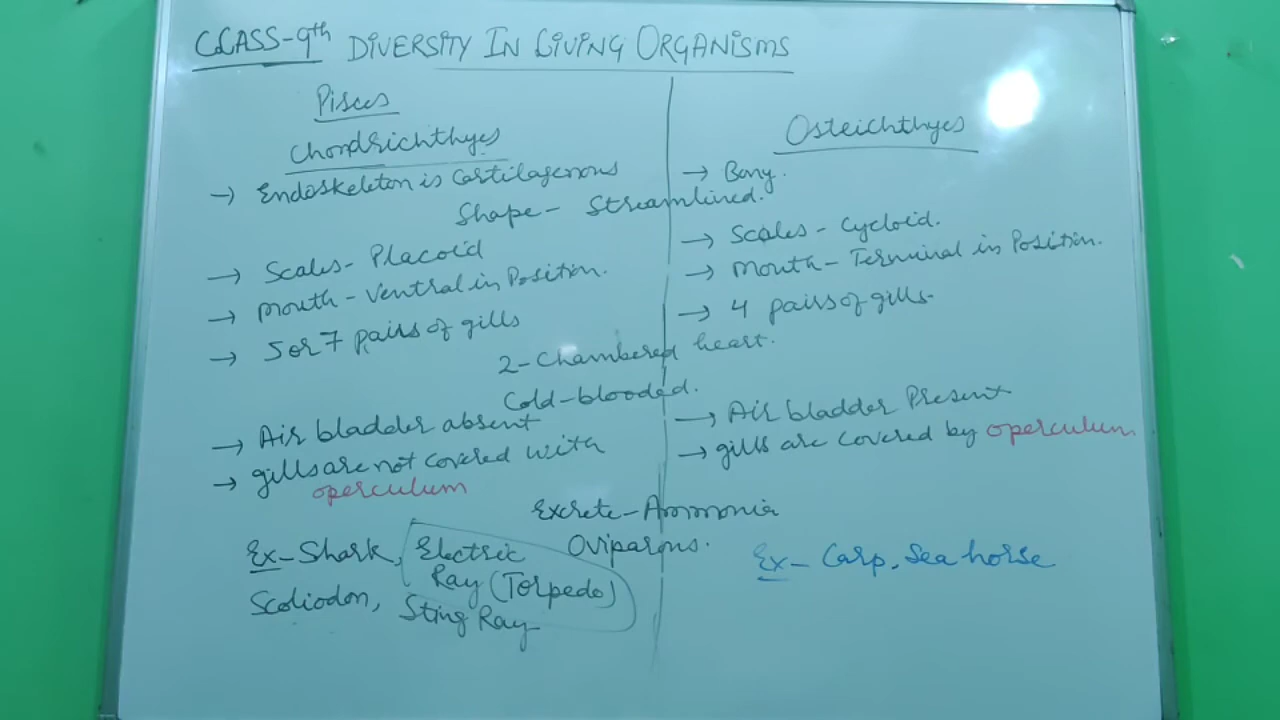 CLASS-9th DIVERSITY IN LIVING ORGANISMS
Pisces
Chondrichthyes
→ Endoskeleton is Cartilagenous
Osteichthyes
→ Bony.
Shape - Streamlined.
→ Scales - Placoid
→ Mouth - Ventral in Position.
→ 5 or 7 pairs of gills
→ Scales - Cycloid.
→ Mouth - Terminal in Position.
→ 4 pairs of gills.
2-Chambered heart.
Cold-blooded.
→ Air bladder absent
→ gills are not covered with
operculum
→ Air bladder Present
→ gills are covered by operculum.
Excrete - Ammonia
Oviparous.
Ex - Shark, Electric
Ray (Torpedo)
Scoliodon, Sting Ray
Ex - Carp, Sea horse